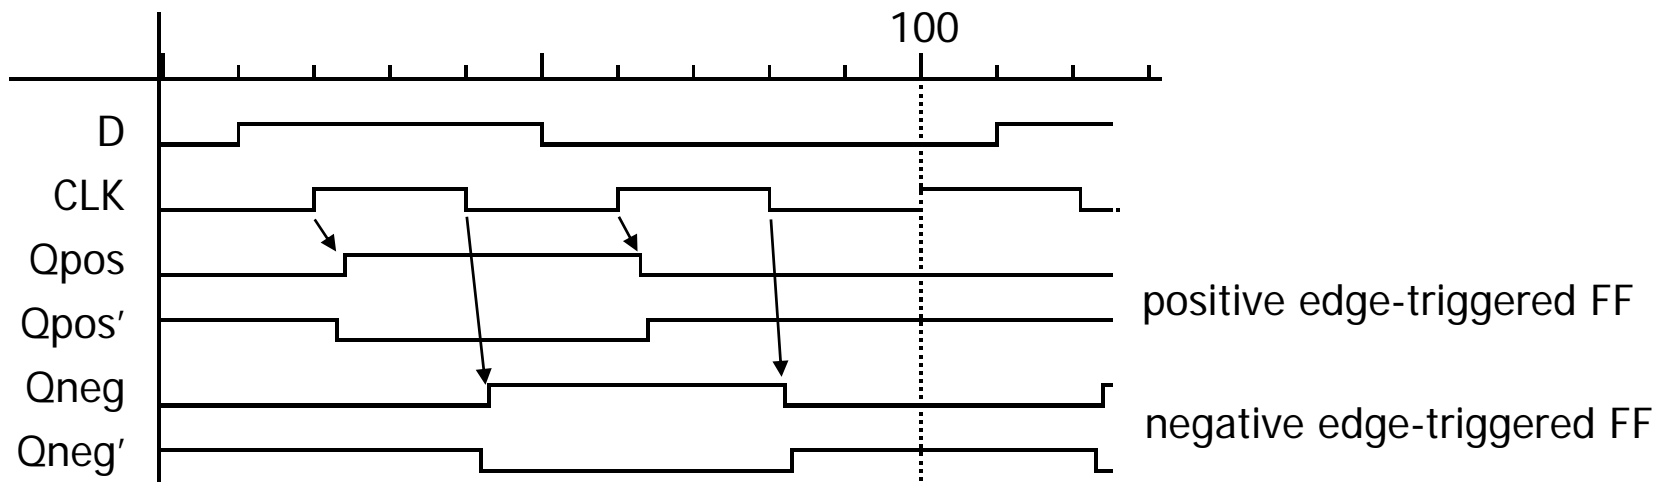 100
D
CLK
Qpos
positive edge-triggered FF
Qpos’
Qneg
negative edge-triggered FF
Qneg’